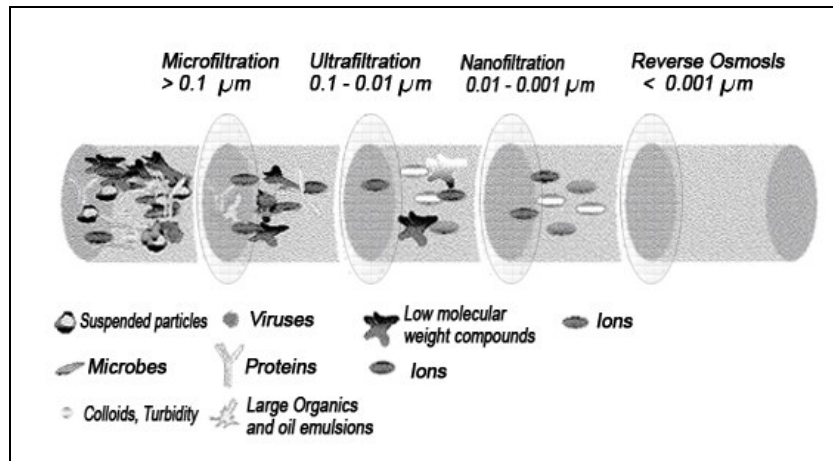 Microfiltration
> 0.1 µm
Ultrafiltration
0.1 - 0.01 µm
Nanofiltration
0.01 - 0.001 µm
Reverse Osmosis
< 0.001 µm
Suspended particles
Viruses
Low molecular
weight compounds
Ions
Microbes
Proteins
Ions
Colloids, Turbidity
Large Organics
and oil emulsions